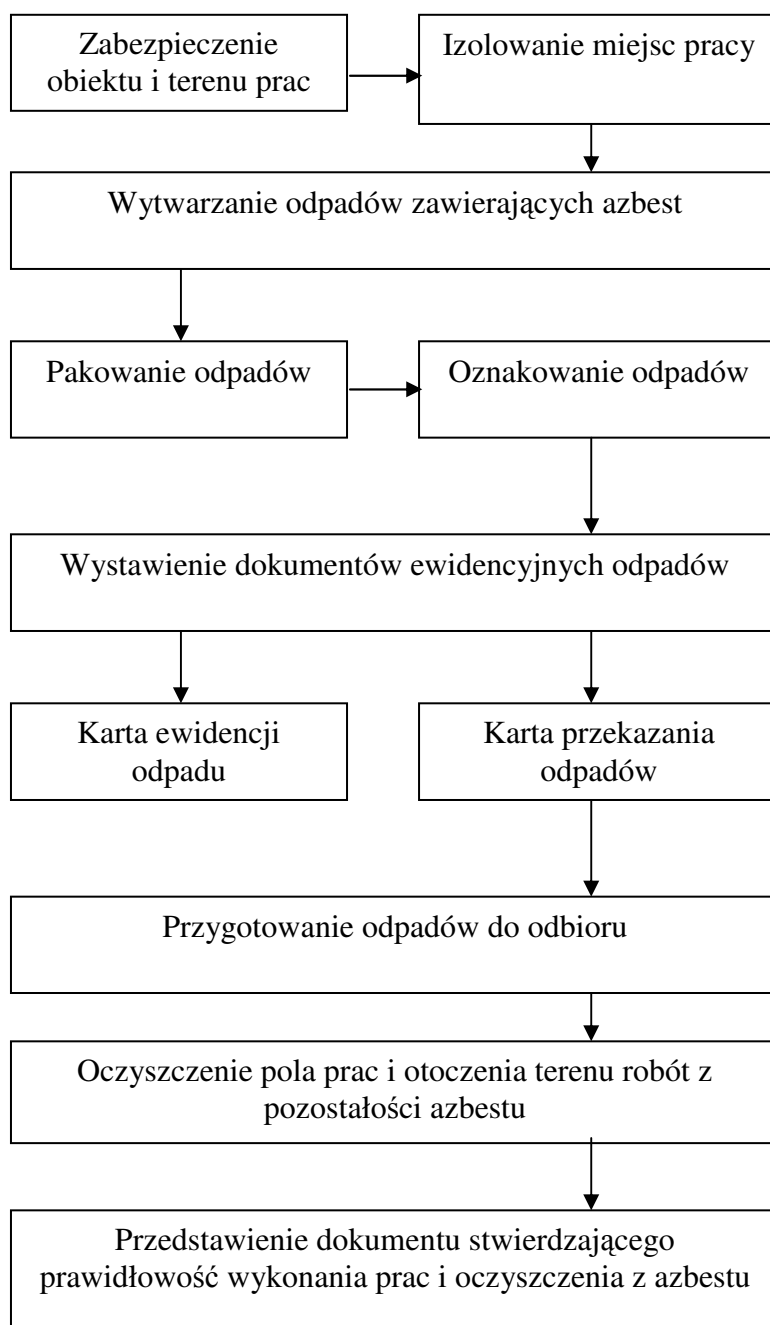 Zabezpieczenie
obiektu i terenu prac
Izolowanie miejsc pracy
Wytwarzanie odpadów zawierających azbest
Pakowanie odpadów
Oznakowanie odpadów
Wystawienie dokumentów ewidencyjnych odpadów
Karta ewidencji
odpadu
Karta przekazania
odpadów
Przygotowanie odpadów do odbioru
Oczyszczenie pola prac i otoczenia terenu robót z
pozostałości azbestu
Przedstawienie dokumentu stwierdzającego
prawidłowość wykonania prac i oczyszczenia z azbestu